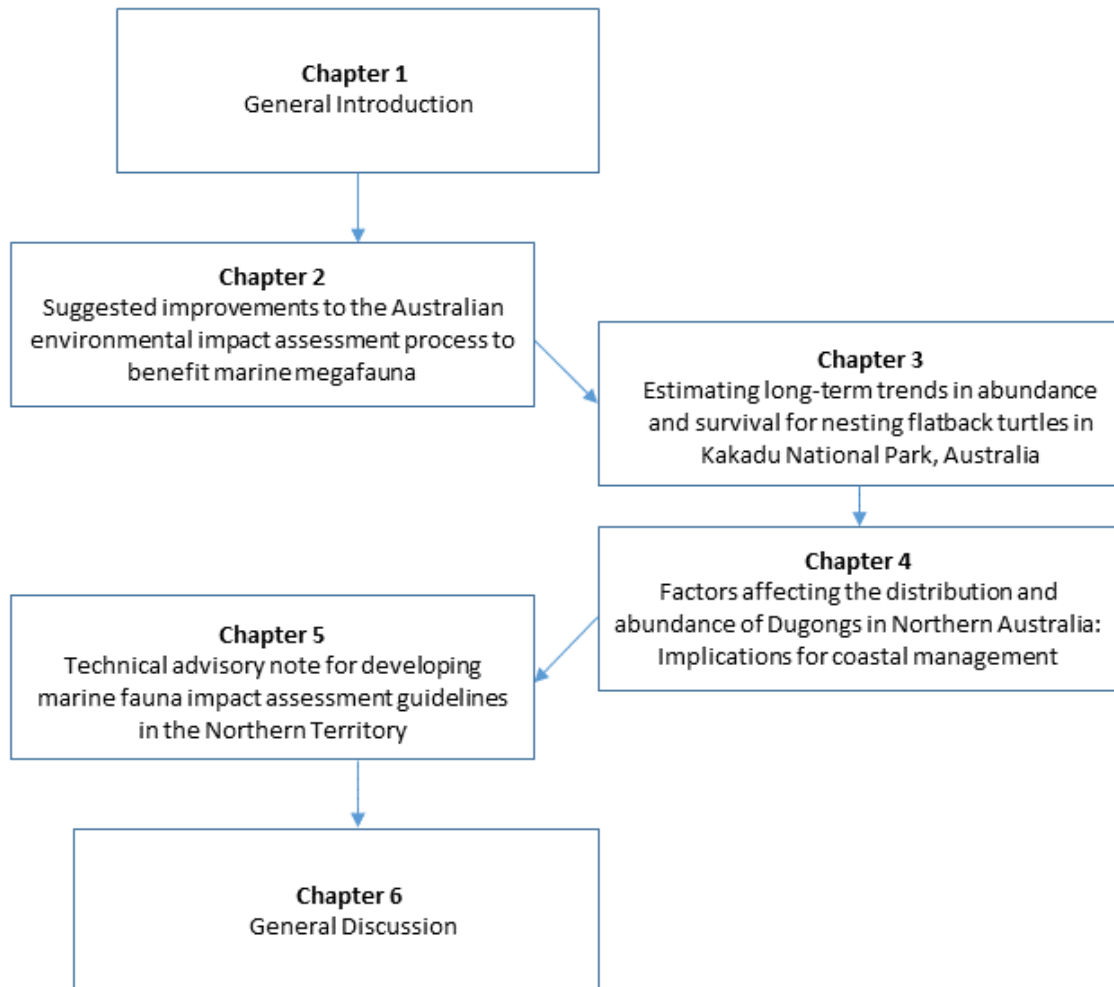 Chapter 1
General Introduction
Chapter 2
Suggested improvements to the Australian
environmental impact assessment process to
benefit marine megafauna
Chapter 3
Estimating long-term trends in abundance
and survival for nesting flatback turtles in
Kakadu National Park, Australia
Chapter 4
Factors affecting the distribution and
abundance of Dugongs in Northern Australia:
Implications for coastal management
Chapter 5
Technical advisory note for developing
marine fauna impact assessment guidelines
in the Northern Territory
Chapter 6
General Discussion